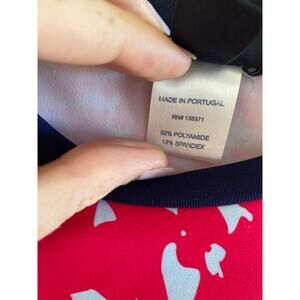 MADE IN PORTUGAL
RN# 135371
82% POLYAMIDE
18% SPANDEX